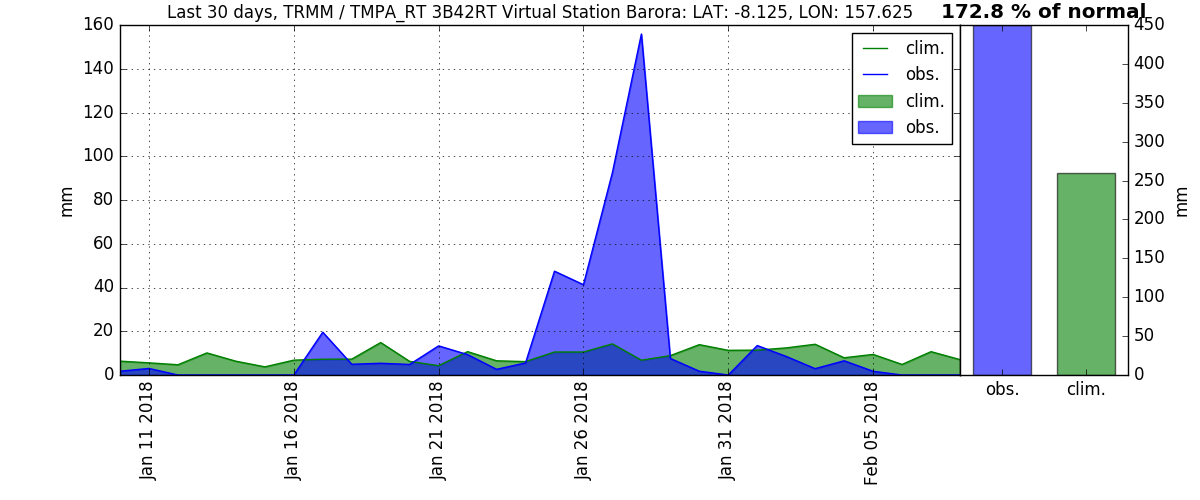 Last 30 days, TRMM / TMPA_RT 3B42RT Virtual Station Barora: LAT: -8.125, LON: 157.625
172.8 % of normal
160
140
120
100
80
60
40
20
0
mm
clim.
obs.
clim.
obs.
450
400
350
300
250
200
150
100
50
0
mm
Jan 11 2018
Jan 16 2018
Jan 21 2018
Jan 26 2018
Jan 31 2018
Feb 05 2018
obs.
clim.